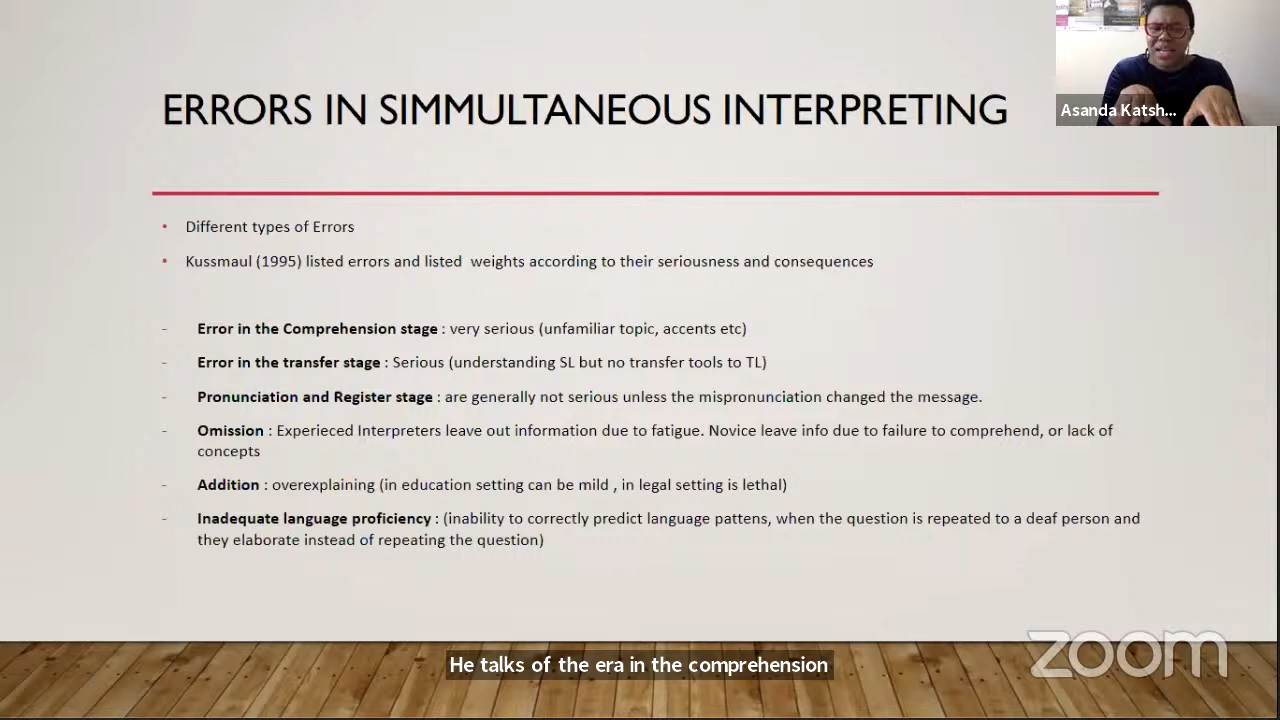 Asanda Katsh...
ERRORS IN SIMMULTANEOUS INTERPRETING
• Different types of Errors
• Kussmaul (1995) listed errors and listed weights according to their seriousness and consequences
- Error in the Comprehension stage : very serious (unfamiliar topic, accents etc)
- Error in the transfer stage : Serious (understanding SL but no transfer tools to TL)
- Pronunciation and Register stage : are generally not serious unless the mispronunciation changed the message.
- Omission : Experieced Interpreters leave out information due to fatigue. Novice leave info due to failure to comprehend, or lack of
concepts
- Addition : overexplaining (in education setting can be mild , in legal setting is lethal)
- Inadequate language proficiency : (inability to correctly predict language pattens, when the question is repeated to a deaf person and
they elaborate instead of repeating the question)
zoom
He talks of the era in the comprehension